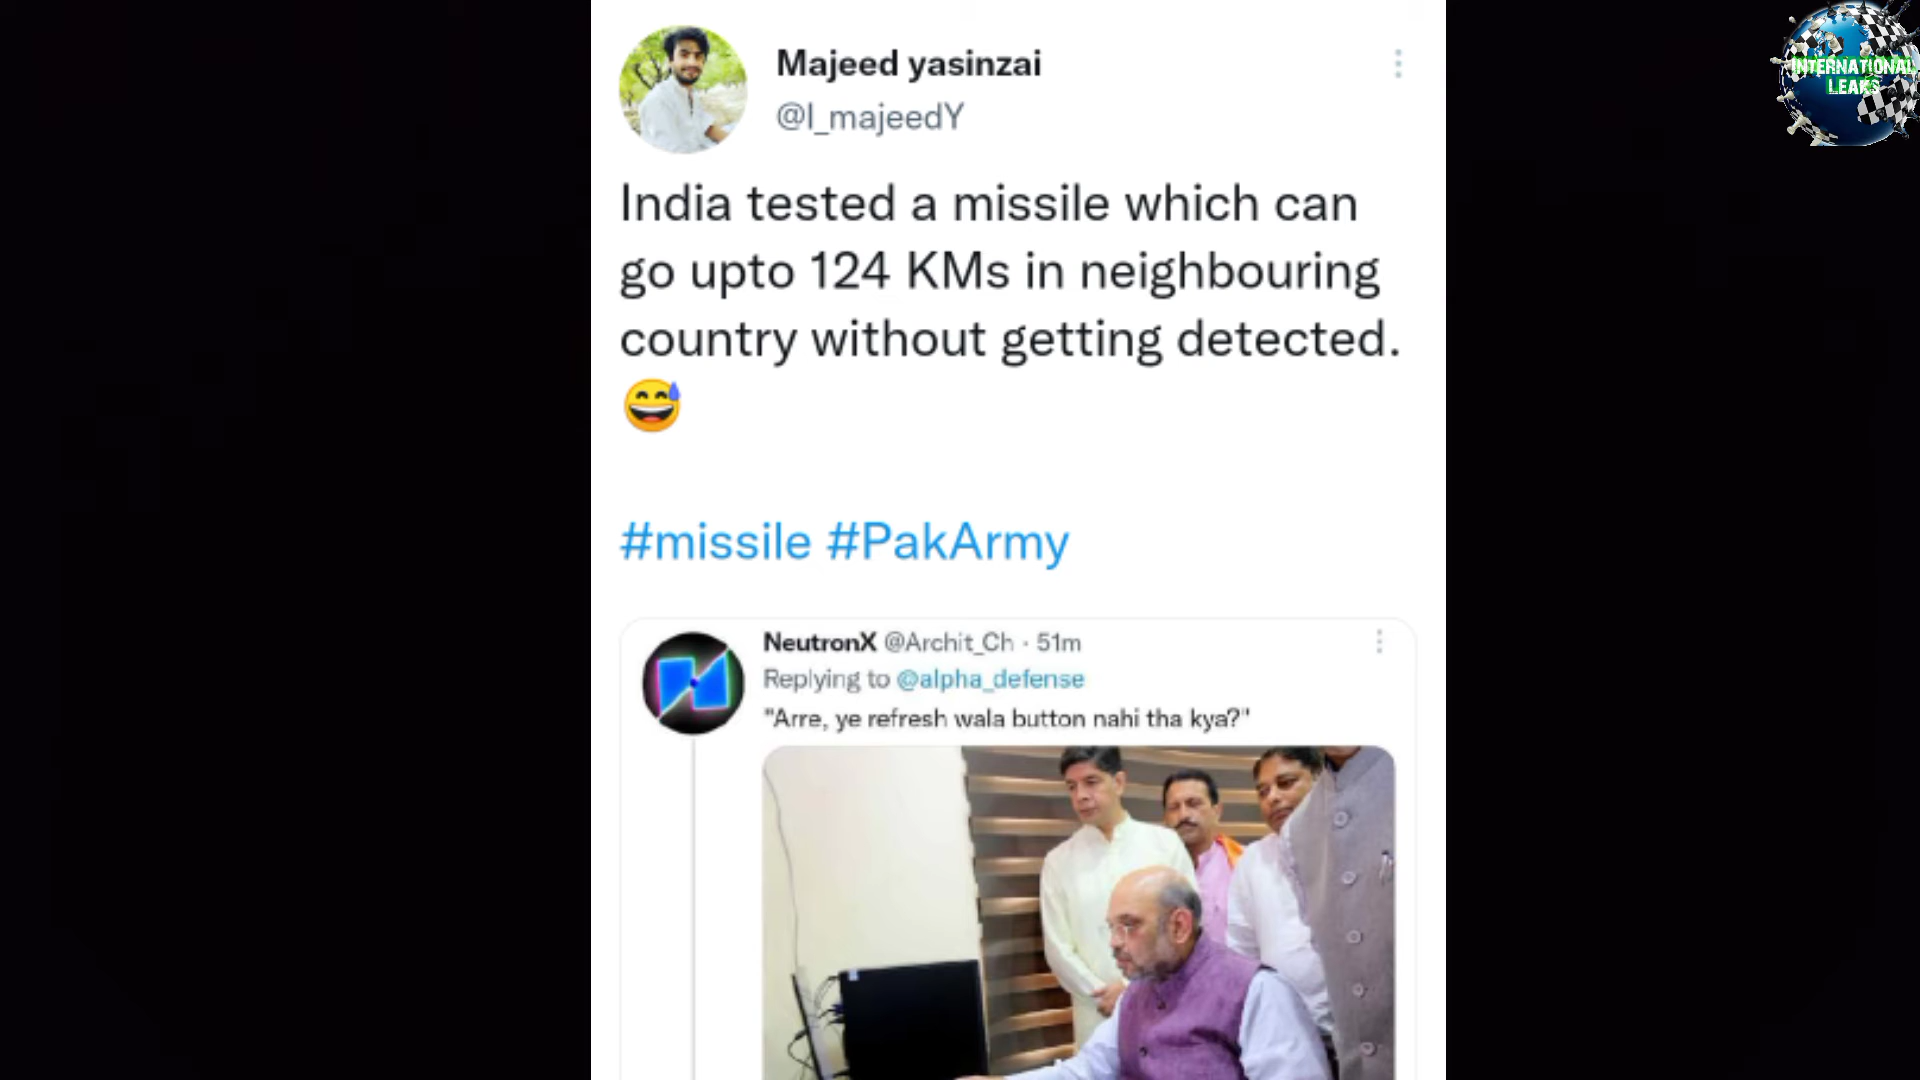 INTERNATIONAL
LEAKS
Majeed yasinzai
@I_majeedY
India tested a missile which can
go upto 124 KMs in neighbouring
country without getting detected.
😅
#missile #PakArmy
NeutronX @Archit_Ch · 51m
Replying to @alpha_defense
"Arre, ye refresh wala button nahi tha kya?"